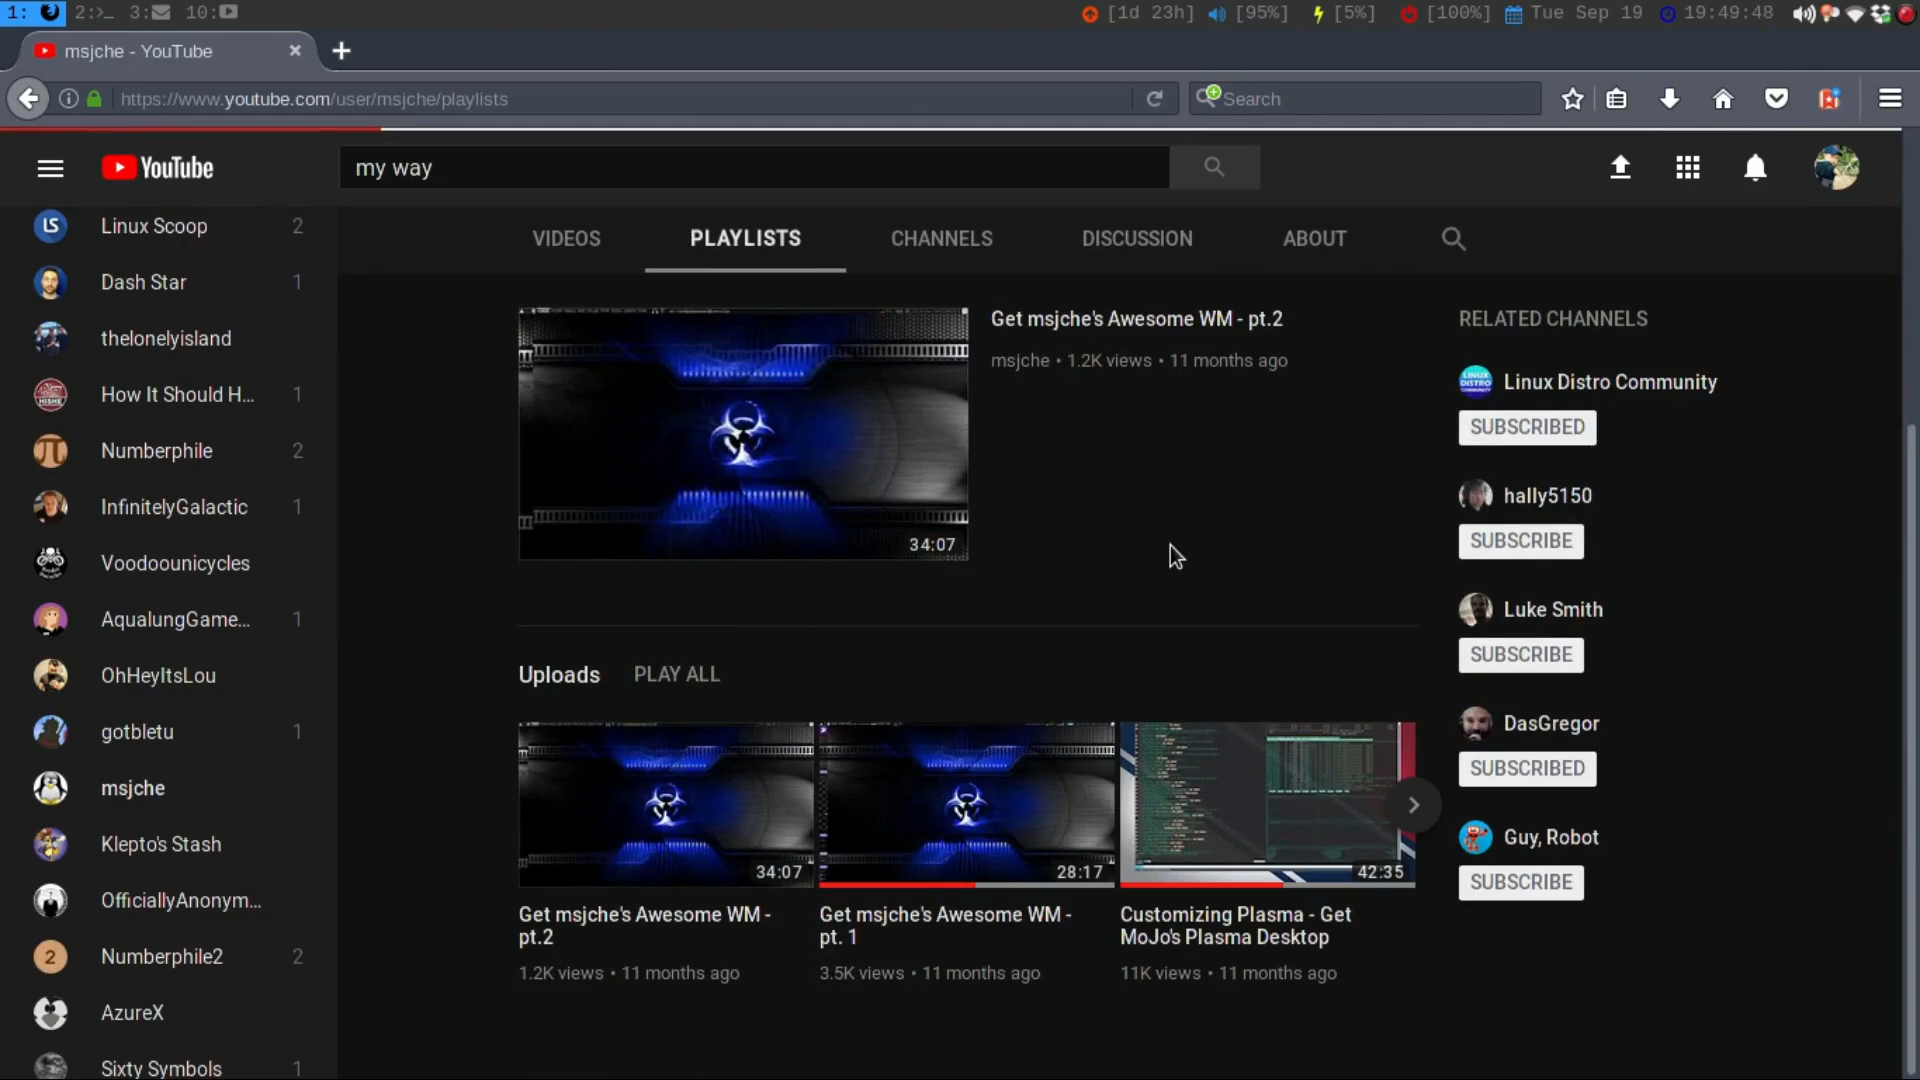 1: 2:>_ 3: 10: [1d 23h] [95%] [5%] [100%] Tue Sep 19 19:49:48
msjche - YouTube
https://www.youtube.com/user/msjche/playlists
Search
YouTube
my way
VIDEOS PLAYLISTS CHANNELS DISCUSSION ABOUT
LS Linux Scoop 2
Dash Star 1
thelonelyisland
How It Should H... 1
Numberphile 2
InfinitelyGalactic 1
Voodoounicycles
AqualungGame... 1
OhHeyItsLou
gotbletu 1
msjche
Klepto's Stash
OfficiallyAnonym...
2 Numberphile2 2
AzureX
Sixty Symbols 1
34:07
Get msjche's Awesome WM - pt.2
msjche • 1.2K views • 11 months ago
Uploads PLAY ALL
34:07
Get msjche's Awesome WM -
pt.2
1.2K views • 11 months ago
28:17
Get msjche's Awesome WM -
pt. 1
3.5K views • 11 months ago
42:35
Customizing Plasma - Get
MoJo's Plasma Desktop
11K views • 11 months ago
RELATED CHANNELS
Linux Distro Community
SUBSCRIBED
hally5150
SUBSCRIBE
Luke Smith
SUBSCRIBE
DasGregor
SUBSCRIBED
Guy, Robot
SUBSCRIBE